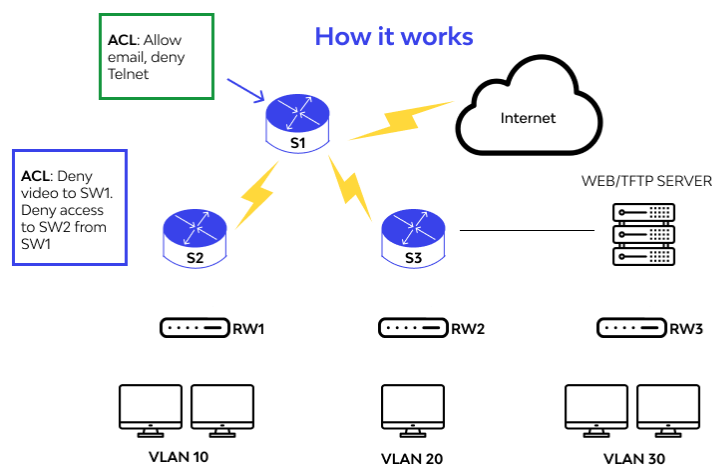 How it works
ACL: Allow
email, deny
Telnet
S1
Internet
ACL: Deny
video to SW1.
Deny access
to SW2 from
SW1
WEB/TFTP SERVER
S2
S3
RW1
RW2
RW3
VLAN 10
VLAN 20
VLAN 30